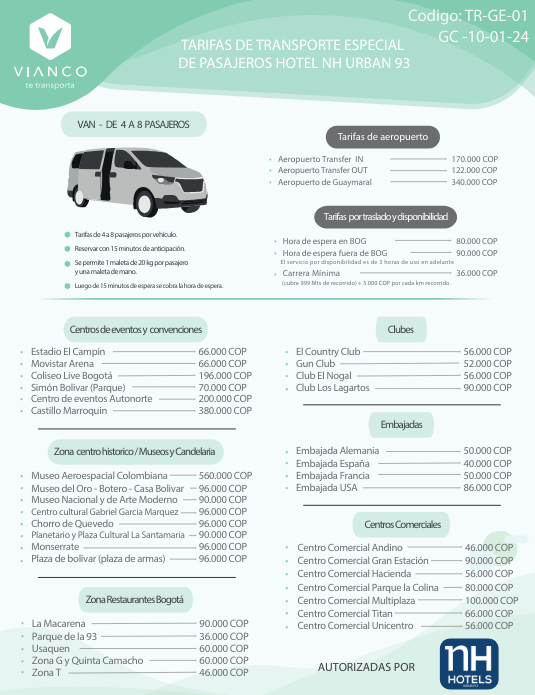 Codigo: TR-GE-01
GC -10-01-24
VIANCO
te transporta
TARIFAS DE TRANSPORTE ESPECIAL
DE PASAJEROS HOTEL NH URBAN 93
VAN - DE 4 A 8 PASAJEROS
Tarifas de 4 a 8 pasajeros por vehículo.
Reservar con 15 minutos de anticipación.
Se permite 1 maleta de 20 kg por pasajero
y una maleta de mano.
Luego de 15 minutos de espera se cobra la hora de espera.
Tarifas de aeropuerto
Aeropuerto Transfer IN 170.000 COP
Aeropuerto Transfer OUT 122.000 COP
Aeropuerto de Guaymaral 340.000 COP
Tarifas por traslado y disponibilidad
Hora de espera en BOG 80.000 COP
Hora de espera fuera de BOG 90.000 COP
El servicio por disponibilidad es de 3 horas de uso en adelante
Carrera Mínima 36.000 COP
(cubre 999 Mts de recorrido) + 5.000 COP por cada km recorrido.
Centros de eventos y convenciones
Estadio El Campin 66.000 COP
Movistar Arena 66.000 COP
Coliseo Live Bogotá 196.000 COP
Simón Bolivar (Parque) 70.000 COP
Centro de eventos Autonorte 200.000 COP
Castillo Marroquin 380.000 COP
Zona centro historico / Museos y Candelaria
Museo Aeroespacial Colombiana 560.000 COP
Museo del Oro - Botero - Casa Bolivar 96.000 COP
Museo Nacional y de Arte Moderno 90.000 COP
Centro cultural Gabriel Garcia Marquez 96.000 COP
Chorro de Quevedo 96.000 COP
Planetario y Plaza Cultural La Santamaria 90.000 COP
Monserrate 96.000 COP
Plaza de bolivar (plaza de armas) 96.000 COP
Zona Restaurantes Bogotá
La Macarena 90.000 COP
Parque de la 93 36.000 COP
Usaquen 60.000 COP
Zona G y Quinta Camacho 60.000 COP
Zona T 46.000 COP
Clubes
El Country Club 56.000 COP
Gun Club 52.000 COP
Club El Nogal 56.000 COP
Club Los Lagartos 90.000 COP
Embajadas
Embajada Alemania 50.000 COP
Embajada España 40.000 COP
Embajada Francia 50.000 COP
Embajada USA 86.000 COP
Centros Comerciales
Centro Comercial Andino 46.000 COP
Centro Comercial Gran Estación 90.000 COP
Centro Comercial Hacienda 56.000 COP
Centro Comercial Parque la Colina 80.000 COP
Centro Comercial Multiplaza 100.000 COP
Centro Comercial Titan 66.000 COP
Centro Comercial Unicentro 56.000 COP
AUTORIZADAS POR
nH
HOTELS